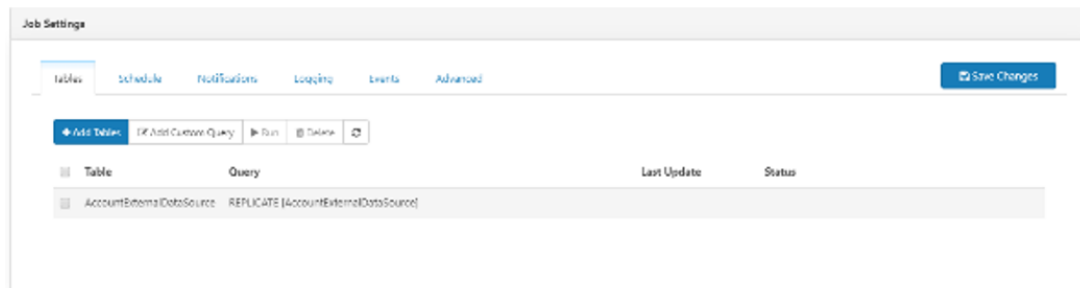 Job Settings
Tables Schedule Notifications Logging Events Advanced Save Changes
Add Tables Add Custom Query Run Delete
Table Query Last Update Status
AccountExternalDataSource REPLICATE [AccountExternalDataSource]